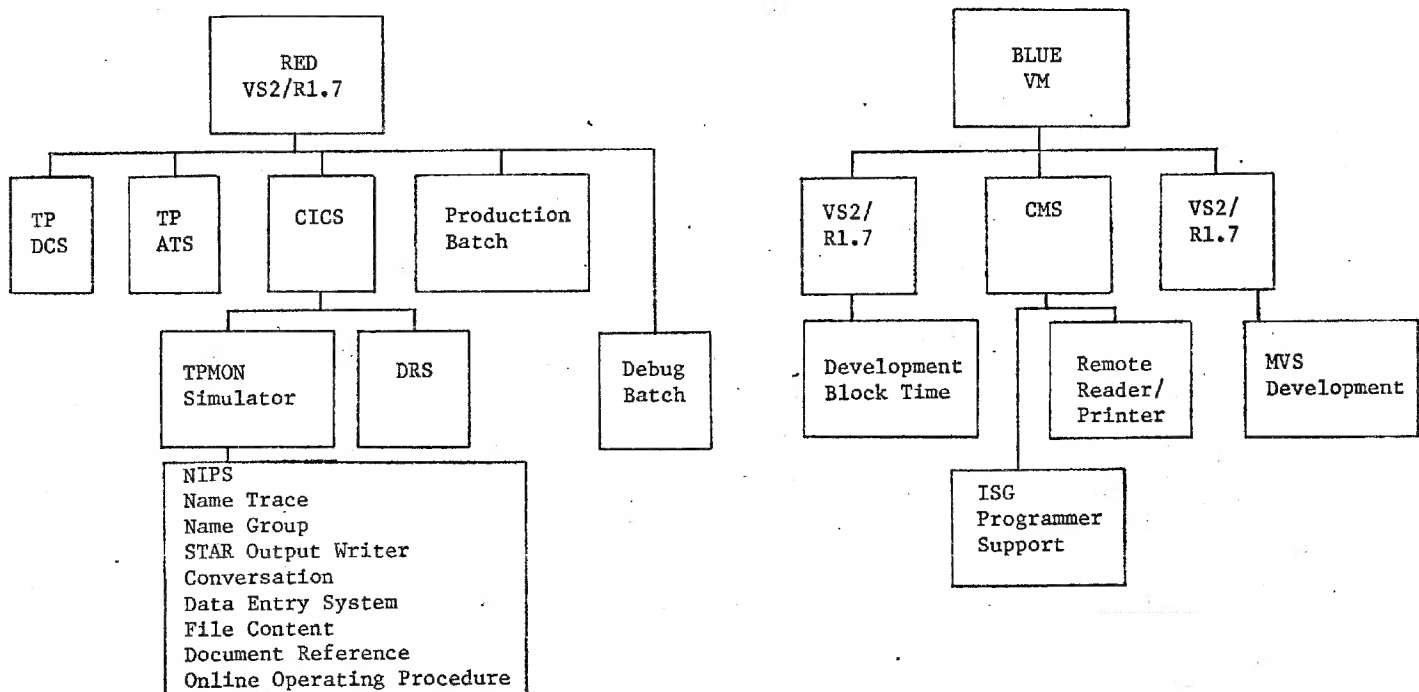 RED
VS2/R1.7
TP
DCS
TP
ATS
CICS
Production
Batch
TPMON
Simulator
DRS
Debug
Batch
NIPS
Name Trace
Name Group
STAR Output Writer
Conversation
Data Entry System
File Content
Document Reference
Online Operating Procedure
BLUE
VM
VS2/
R1.7
CMS
VS2/
R1.7
Development
Block Time
Remote
Reader/
Printer
MVS
Development
ISG
Programmer
Support